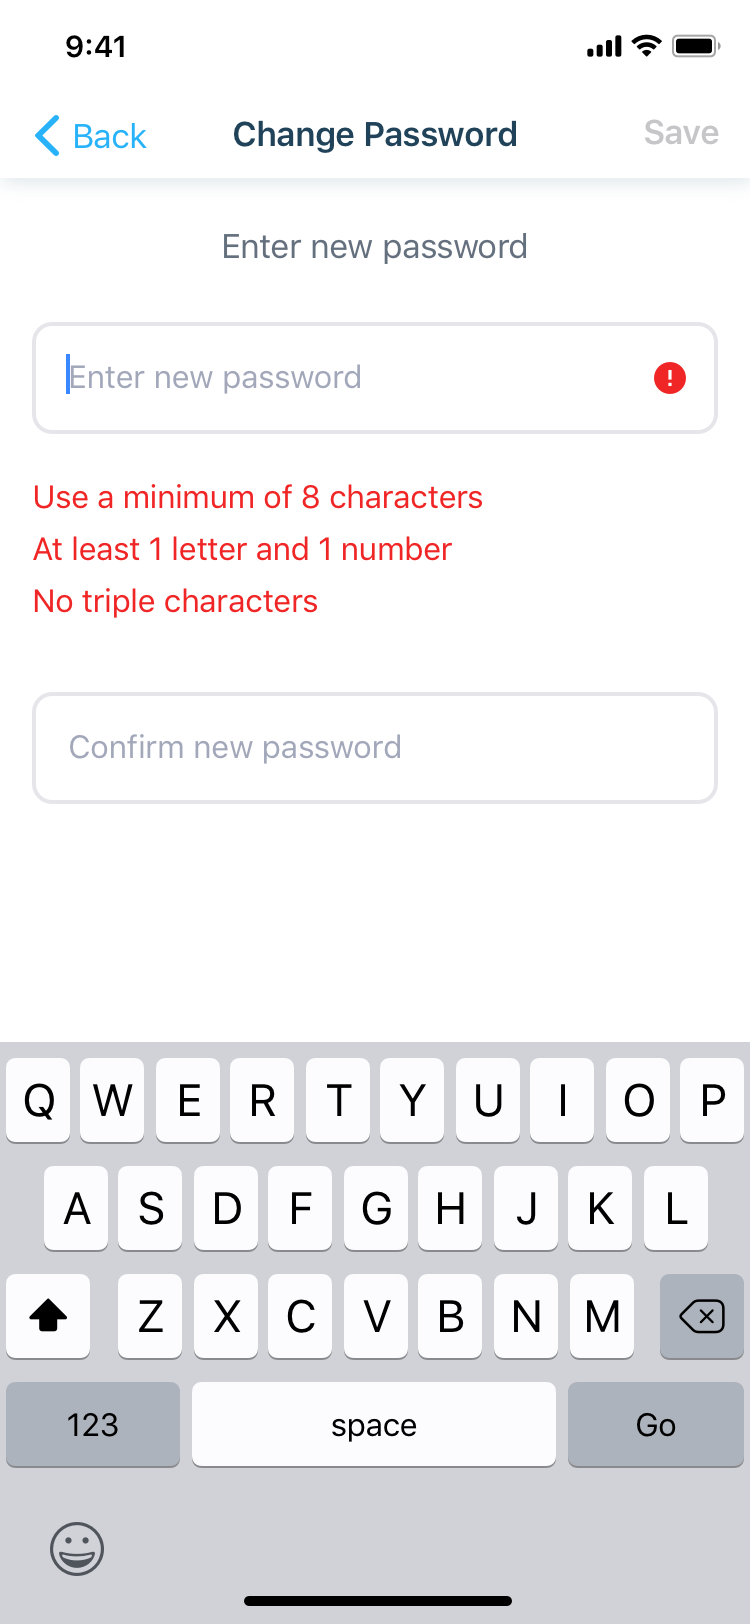 9:41
Back Change Password Save
Enter new password
Enter new password !
Use a minimum of 8 characters
At least 1 letter and 1 number
No triple characters
Confirm new password
Q W E R T Y U I O P
A S D F G H J K L
Z X C V B N M
123 space Go